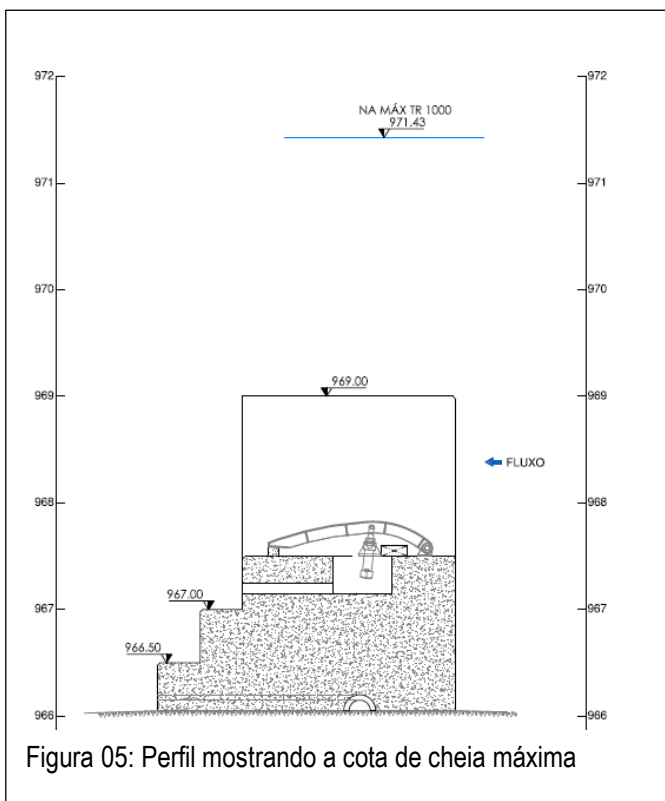 972 972
NA MÁX TR 1000
971.43
971 971
970 970
969 969.00 969
FLUXO
968 968
967 967.00 967
966.50
966 966
Figura 05: Perfil mostrando a cota de cheia máxima